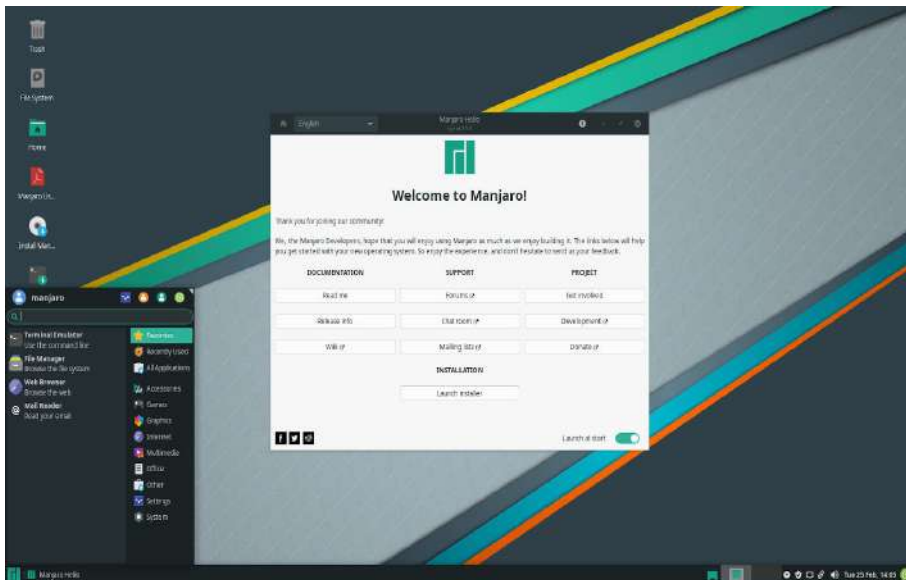 Trash
File System
Home
Manjaro Us...
Install Man...
English
Manjaro Hello
Welcome to Manjaro!
Thank you for joining our community!
We, the Manjaro Developers, hope that you will enjoy using Manjaro as much as we enjoy building it. The links below will help
you get started with your new operating system. So enjoy the experience, and don't hesitate to send us your feedback.
DOCUMENTATION
SUPPORT
PROJECT
Read me
Forums
Get involved
Release info
Chat room
Development
Wiki
Mailing lists
Donate
INSTALLATION
Launch installer
Launch at start
manjaro
Terminal Emulator
Use the command line
File Manager
Browse the file system
Web Browser
Browse the web
Mail Reader
Read your email
Favorites
Recently Used
All Applications
Accessories
Games
Graphics
Internet
Multimedia
Office
Other
Settings
System
Manjaro Hello
Tue 25 Feb, 14:05